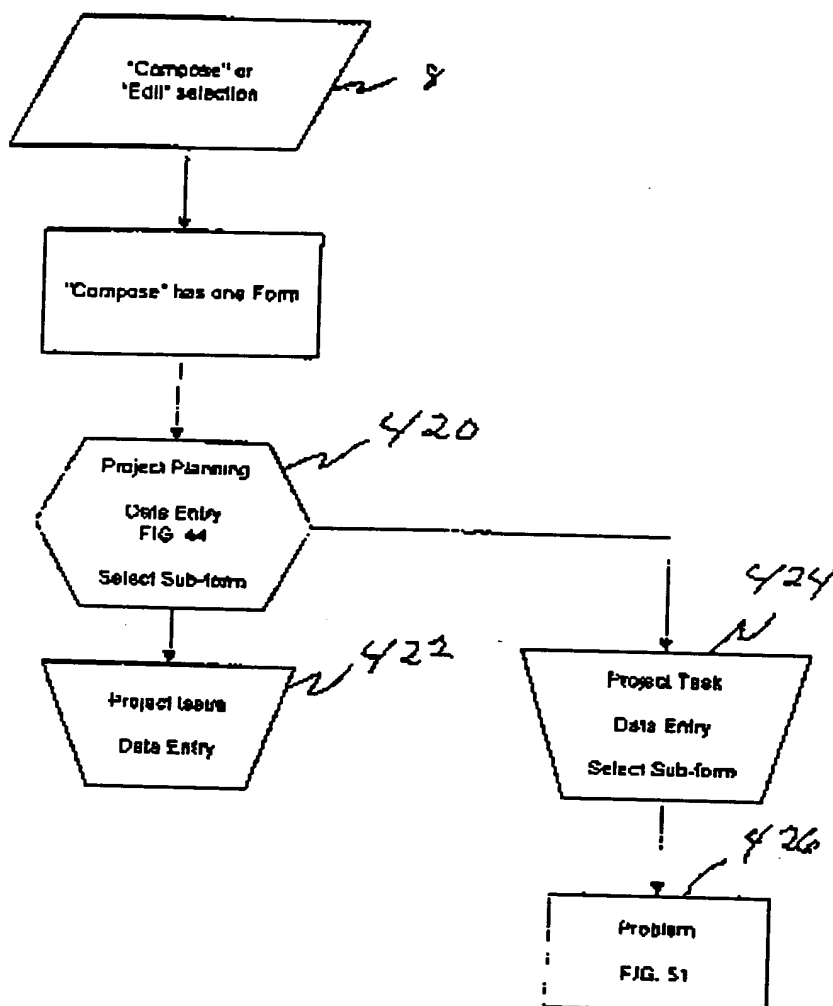 "Compose" or
"Edit" selection
8
"Compose" has one Form
420
Project Planning
Data Entry
FIG 44
Select Sub-form
424
422
Project Issue
Data Entry
Project Task
Data Entry
Select Sub-form
426
Problem
FIG. 51